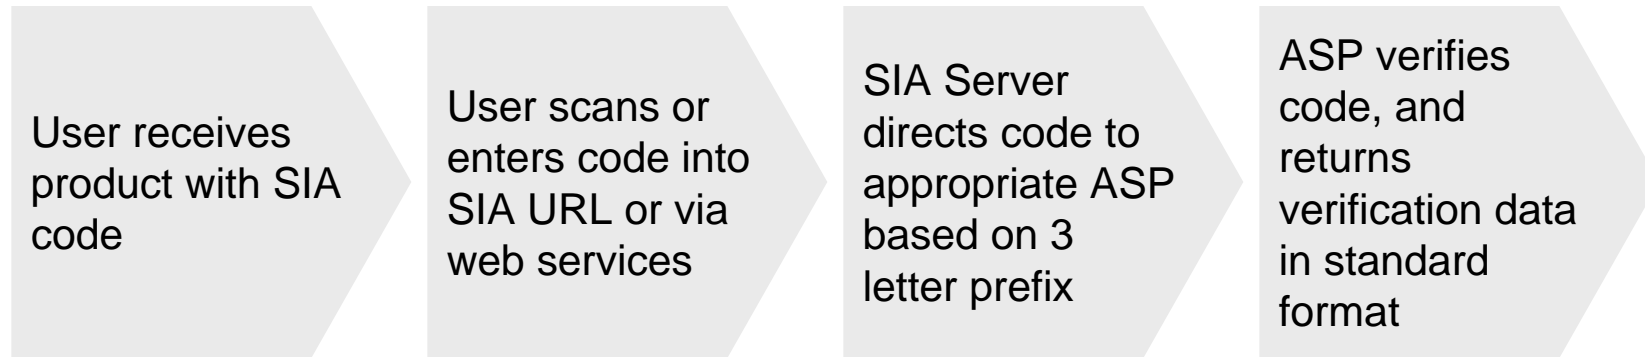 User receives
product with SIA
code
User scans or
enters code into
SIA URL or via
web services
SIA Server
directs code to
appropriate ASP
based on 3
letter prefix
ASP verifies
code, and
returns
verification data
in standard
format